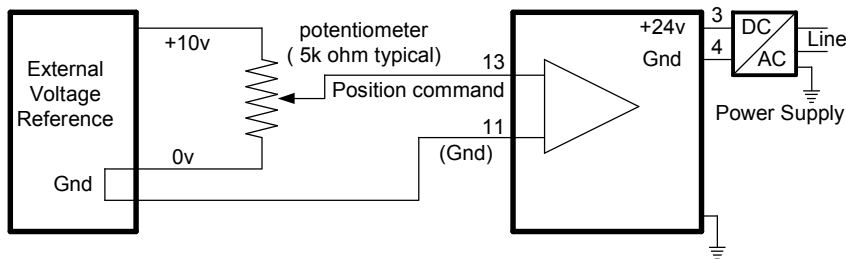 External
Voltage
Reference
+10v
0v
Gnd
potentiometer
( 5k ohm typical)
13
Position command
11
(Gnd)
+24v
Gnd
3
4
DC
AC
Line
Power Supply